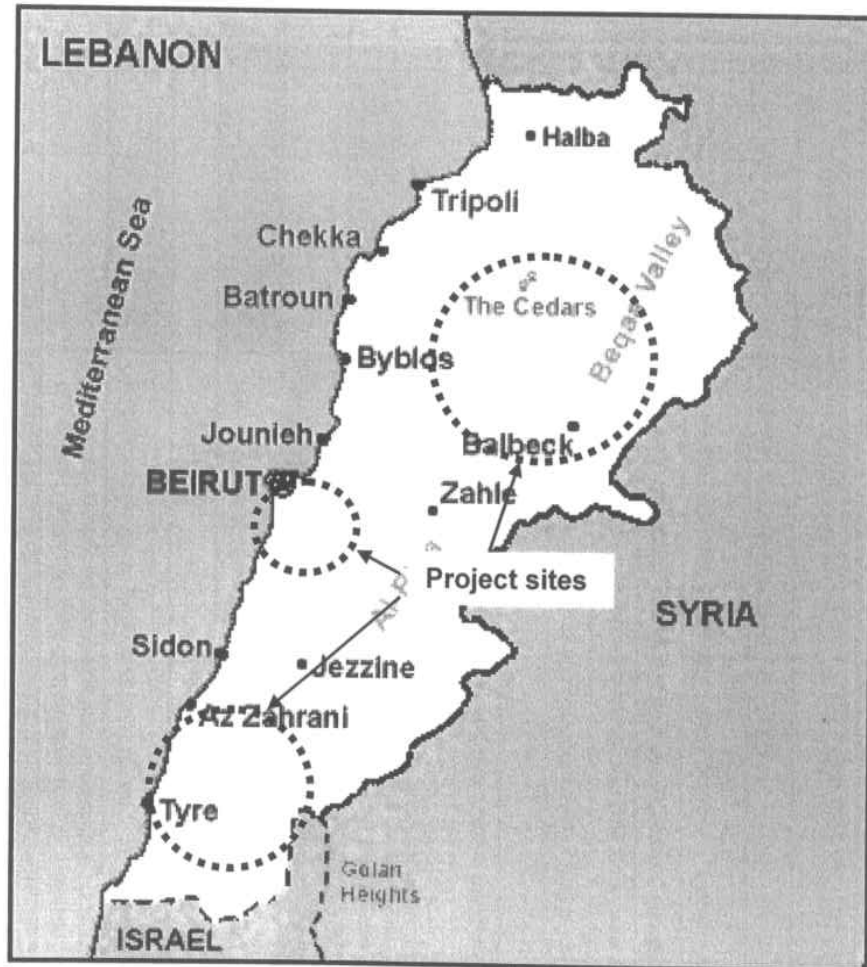 LEBANON
Halba
Tripoli
Mediterranean Sea
Chekka
Beqaa Valley
The Cedars
Batroun
Byblos
Jounieh
Balbeck
BEIRUT
Zahle
Project sites
SYRIA
Sidon
Jezzine
Az Zahrani
Tyre
Golan
Heights
ISRAEL